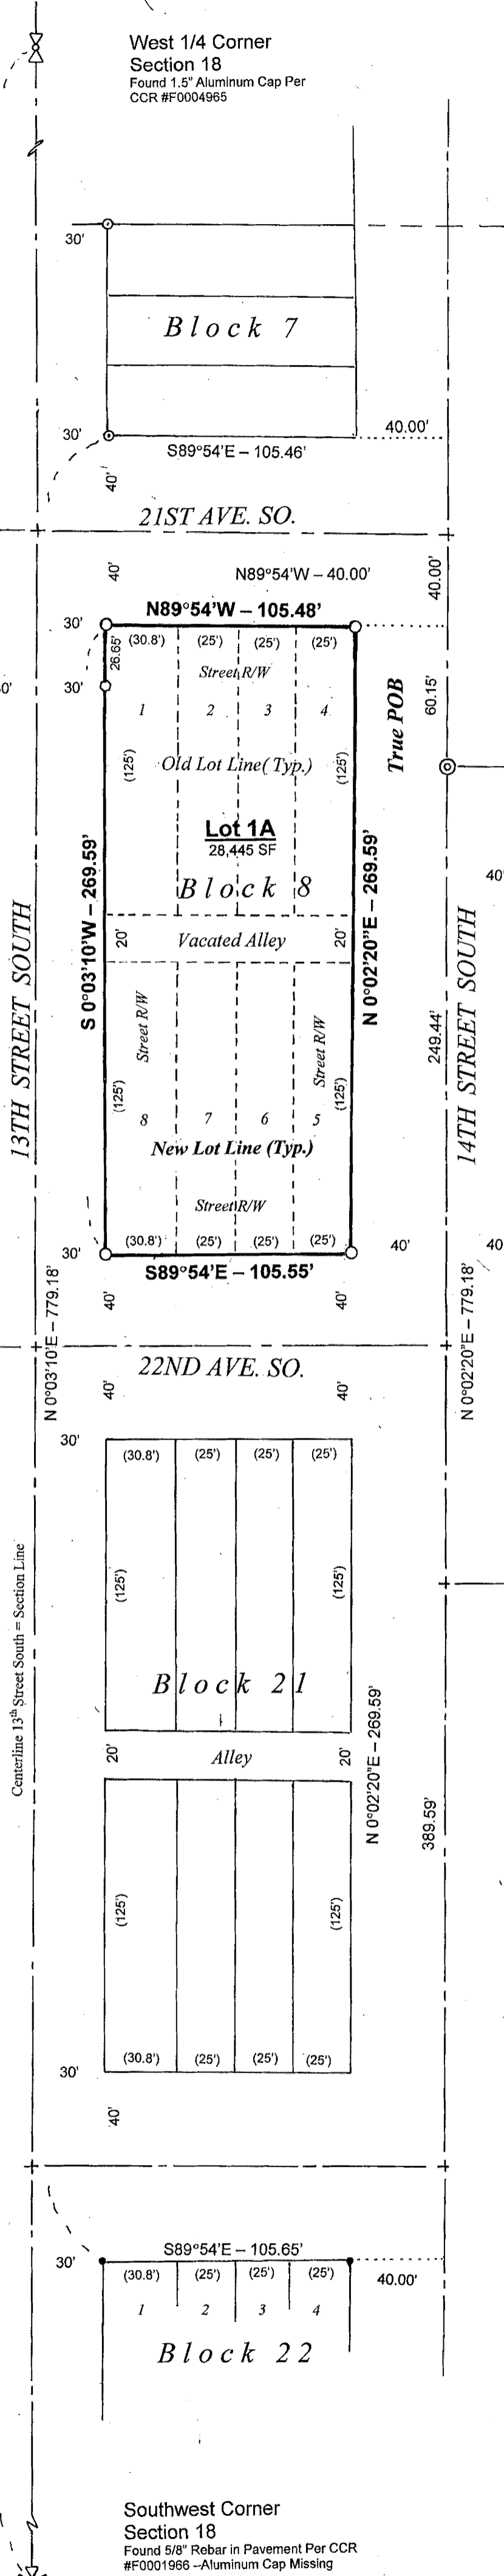 West 1/4 Corner
Section 18
Found 1.5" Aluminum Cap Per
CCR #F0004965
30'
Block 7
30'
40.00'
S89°54'E – 105.46'
40'
21ST AVE. SO.
40'
N89°54'W – 40.00'
40.00'
N89°54'W – 105.48'
30'
26.65'
(30.8') (25') (25') (25')
Street R/W
0'
30'
1 2 3 4
True POB
60.15'
(125')
Old Lot Line( Typ.)
(125')
Lot 1A
28,445 SF
Block 8
40'
S 0°03'10'W – 269.59'
N 0°02'20"E – 269.59'
13TH STREET SOUTH
14TH STREET SOUTH
20'
Vacated Alley
20'
249.44'
Street R/W
Street R/W
(125')
(125')
8 7 6 5
New Lot Line (Typ.)
Street R/W
(30.8') (25') (25') (25')
30'
40'
40
S89°54'E – 105.55'
40'
40'
N 0°03'10'E – 779.18'
N 0°02'20"E – 779.18'
22ND AVE. SO.
40'
40'
30'
(30.8') (25') (25') (25')
(125')
(125')
Centerline 13th Street South = Section Line
Block 21
20'
Alley
20'
N 0°02'20"E – 269.59'
389.59'
(125')
(125')
(30.8') (25') (25') (25')
30'
40'
S89°54'E – 105.65'
30'
(30.8') (25') (25') (25')
40.00'
1 2 3 4
Block 22
Southwest Corner
Section 18
Found 5/8" Rebar in Pavement Per CCR
#F0001966 --Aluminum Cap Missing